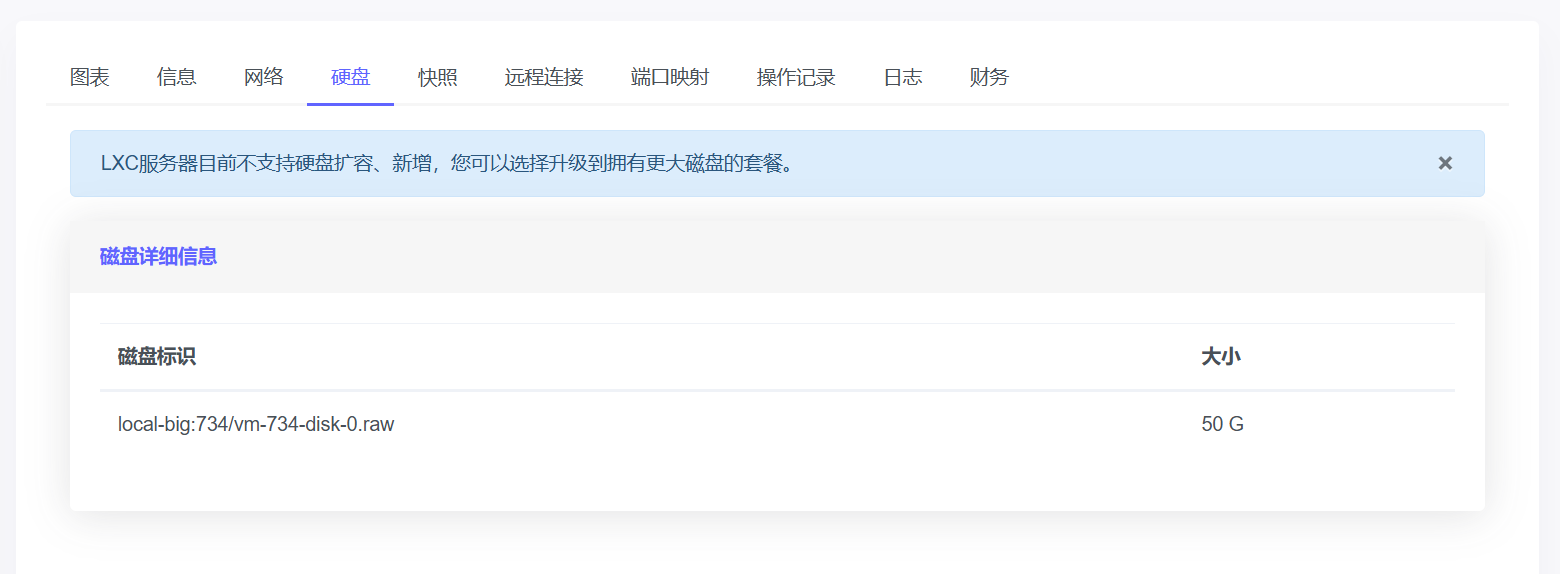 图表 信息 网络 硬盘 快照 远程连接 端口映射 操作记录 日志 财务
LXC服务器目前不支持硬盘扩容、新增，您可以选择升级到拥有更大磁盘的套餐。 ×
磁盘详细信息
磁盘标识 大小
local-big:734/vm-734-disk-0.raw 50 G